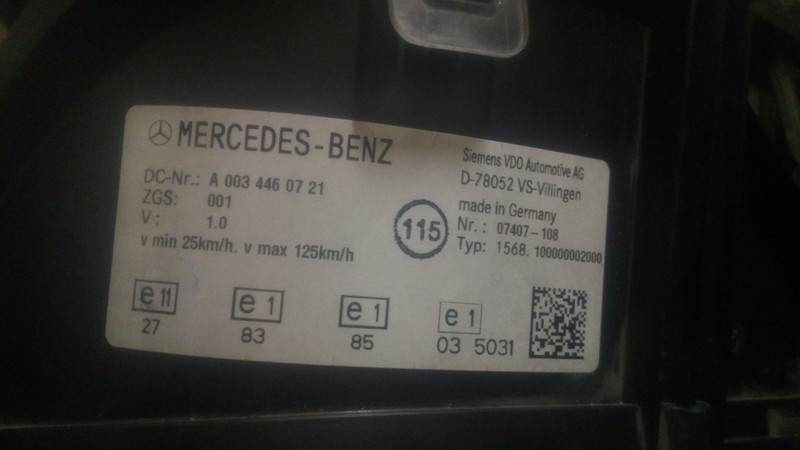 MERCEDES-BENZ
DC-Nr.: A 003 446 07 21
ZGS: 001
V: 1.0
v min 25km/h. v max 125km/h
115
Siemens VDO Automotive AG
D-78052 VS-Villingen
made in Germany
Nr.: 07407-108
Typ: 1568.100000002000
e 11
27
e 1
83
e 1
85
e 1
03 5031